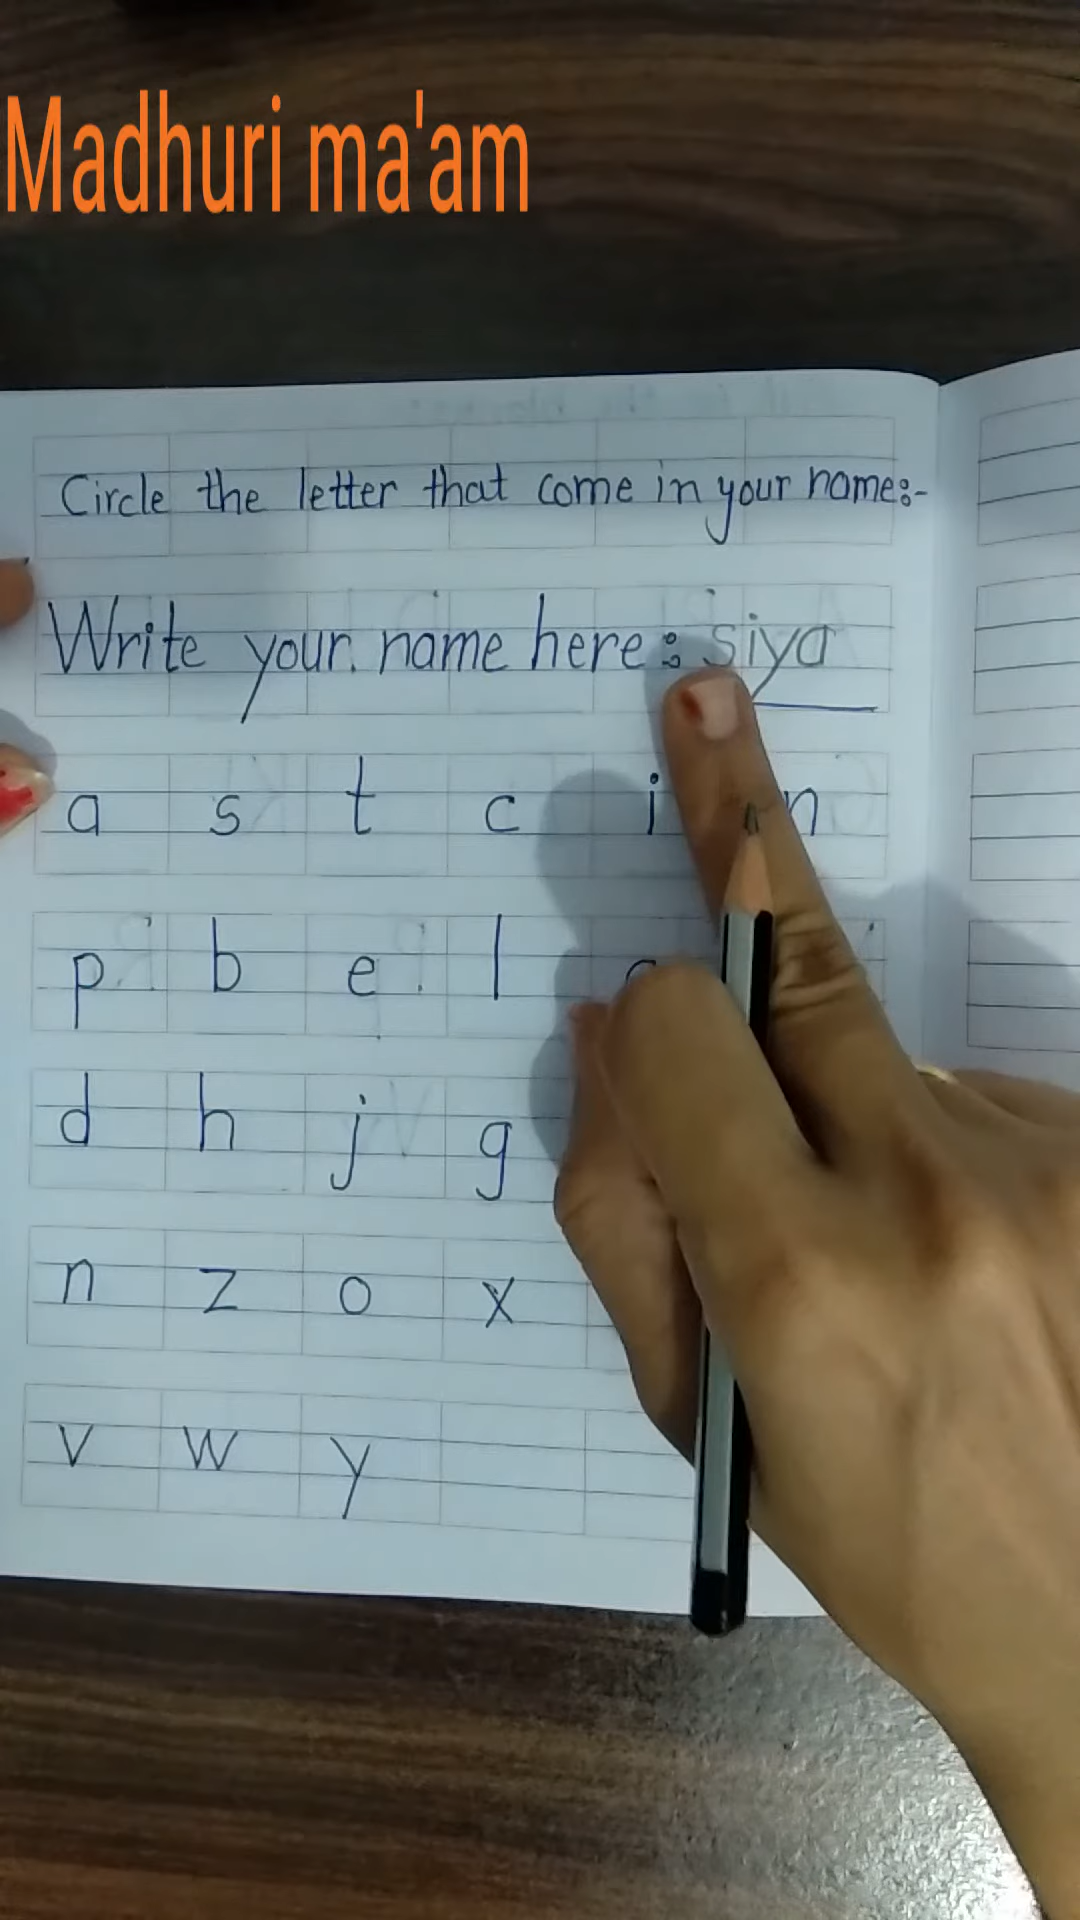 Madhuri ma'am
Circle the letter that come in your name:-
Write your name here: siya
a s t c i n
p b e l
d h j g
n z o x
v w y